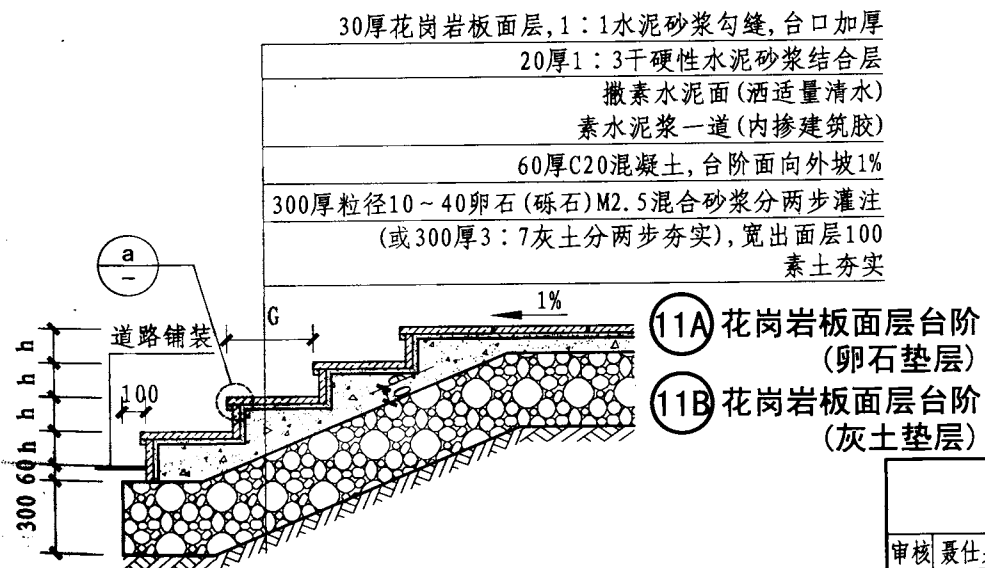 30厚花岗岩板面层,1:1水泥砂浆勾缝,台口加厚
20厚1:3干硬性水泥砂浆结合层
撒素水泥面(洒适量清水)
素水泥浆一道(内掺建筑胶)
60厚C20混凝土,台阶面向外坡1%
300厚粒径10~40卵石(砾石)M2.5混合砂浆分两步灌注
(或300厚3:7灰土分两步夯实),宽出面层100
素土夯实
a
–
G
1%
道路铺装
100
h
h
h
h
60
300
60
11A 花岗岩板面层台阶
(卵石垫层)
11B 花岗岩板面层台阶
(灰土垫层)
审核 聂仕